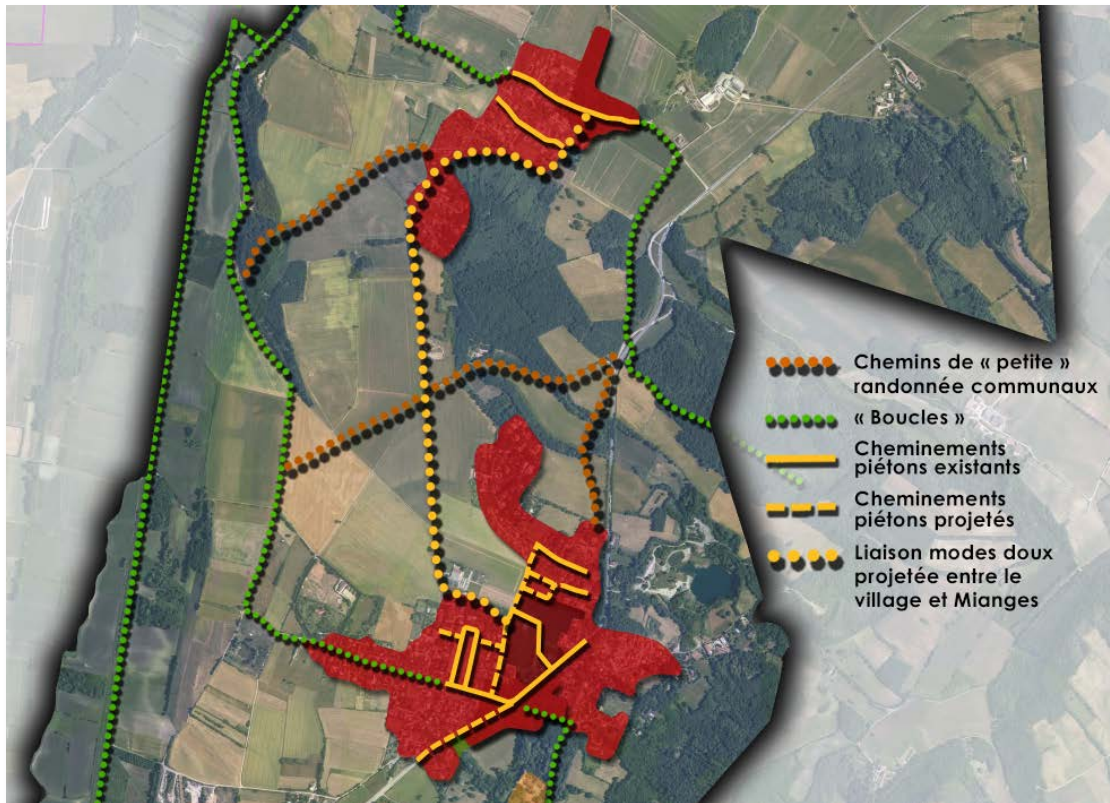 Chemins de « petite »
randonnée communaux
« Boucles »
Cheminements
piétons existants
Cheminements
piétons projetés
Liaison modes doux
projetée entre le
village et Mianges